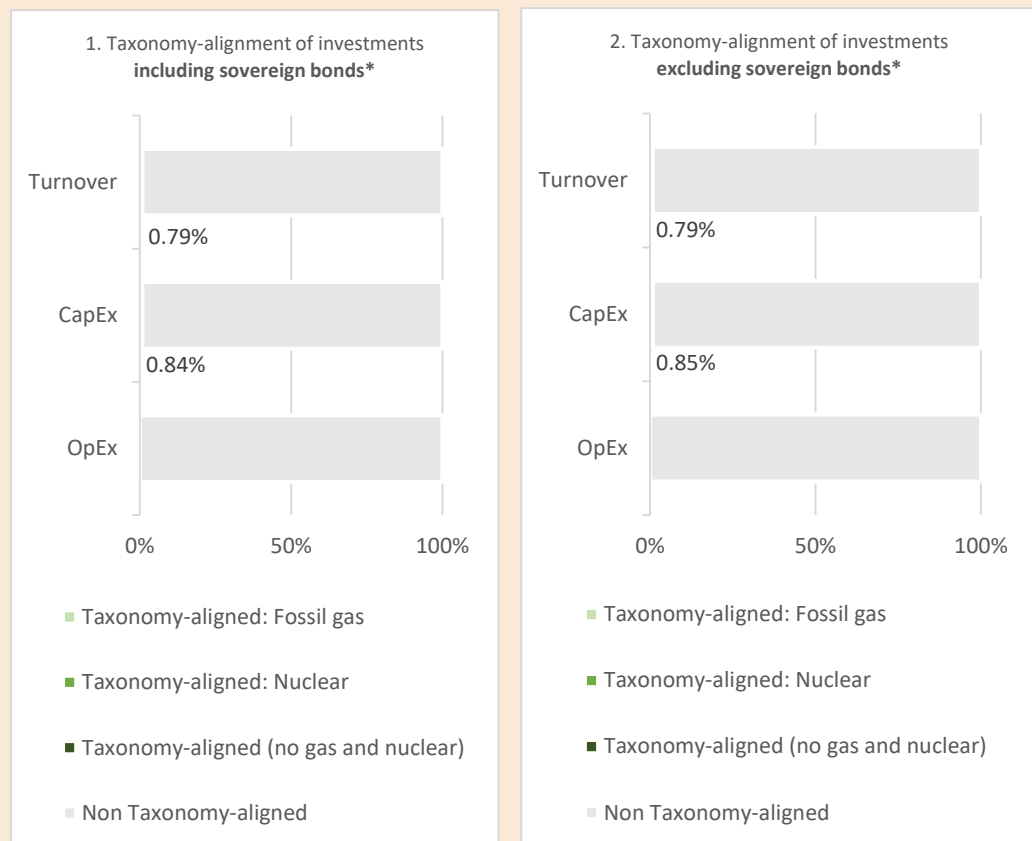 1. Taxonomy-alignment of investments
including sovereign bonds*
Turnover
0.79%
CapEx
0.84%
OpEx
0% 50% 100%
Taxonomy-aligned: Fossil gas
Taxonomy-aligned: Nuclear
Taxonomy-aligned (no gas and nuclear)
Non Taxonomy-aligned
2. Taxonomy-alignment of investments
excluding sovereign bonds*
Turnover
0.79%
CapEx
0.85%
OpEx
0% 50% 100%
Taxonomy-aligned: Fossil gas
Taxonomy-aligned: Nuclear
Taxonomy-aligned (no gas and nuclear)
Non Taxonomy-aligned